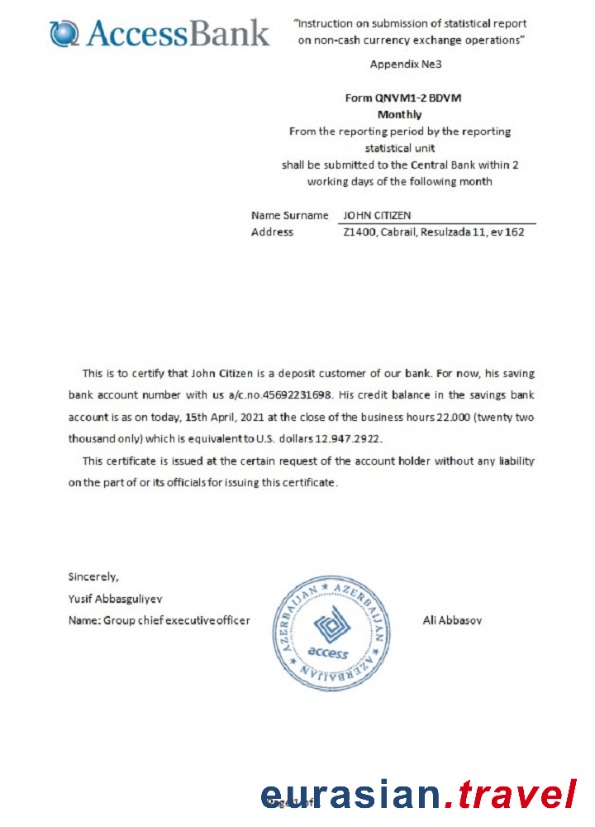 AccessBank
"Instruction on submission of statistical report
on non-cash currency exchange operations"
Appendix №3
Form QNVM1-2 BDVM
Monthly
From the reporting period by the reporting
statistical unit
shall be submitted to the Central Bank within 2
working days of the following month
Name Surname JOHN CITIZEN
Address Z1400, Cabrail, Resulzada 11, ev 162
This is to certify that John Citizen is a deposit customer of our bank. For now, his saving
bank account number with us a/c.no.45692231698. His credit balance in the savings bank
account is as on today, 15th April, 2021 at the close of the business hours 22.000 (twenty two
thousand only) which is equivalent to U.S. dollars 12.947.2922.
This certificate is issued at the certain request of the account holder without any liability
on the part of or its officials for issuing this certificate.
Sincerely,
Yusif Abbasguliyev
Name: Group chief executive officer
Ali Abbasov
AZERBAIJAN ★ AZERBAIJAN ★ AZERBAIJAN ★ AZERBAIJAN
access
eurasian.travel